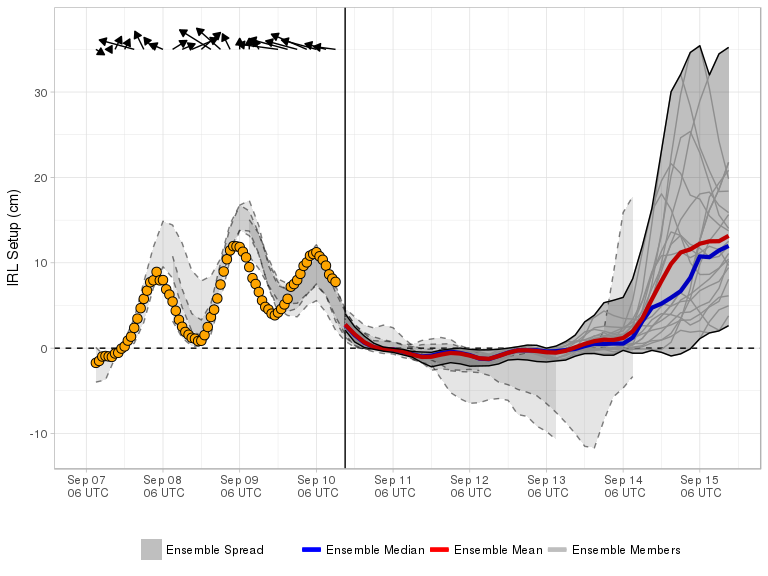 IRL Setup (cm)
30
20
10
0
-10
Sep 07 Sep 08 Sep 09 Sep 10 Sep 11 Sep 12 Sep 13 Sep 14 Sep 15
06 UTC 06 UTC 06 UTC 06 UTC 06 UTC 06 UTC 06 UTC 06 UTC 06 UTC
Ensemble Spread Ensemble Median Ensemble Mean Ensemble Members